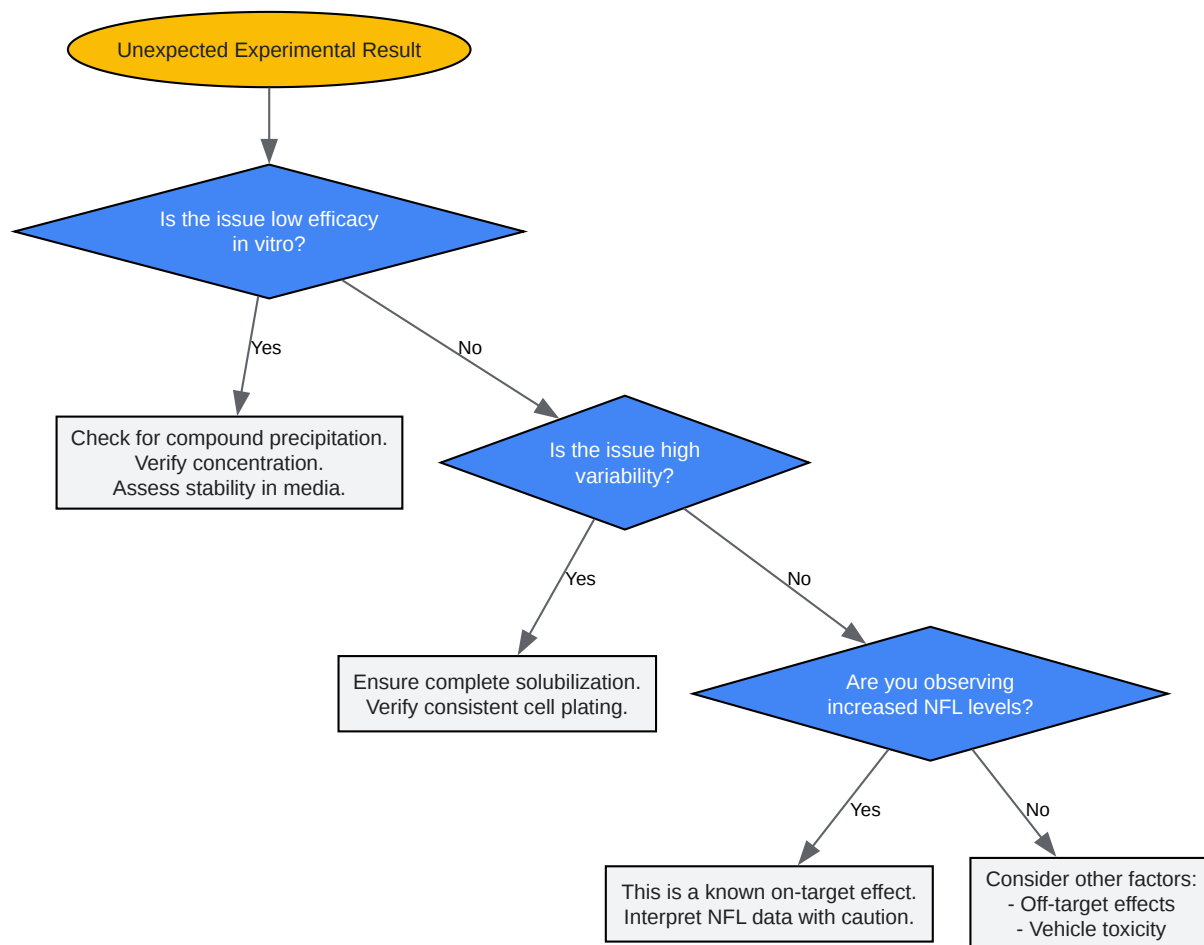 Unexpected Experimental Result
Is the issue low efficacy
in vitro?
Yes
No
Check for compound precipitation.
Verify concentration.
Assess stability in media.
Is the issue high
variability?
Yes
No
Ensure complete solubilization.
Verify consistent cell plating.
Are you observing
increased NFL levels?
Yes
No
This is a known on-target effect.
Interpret NFL data with caution.
Consider other factors:
- Off-target effects
- Vehicle toxicity